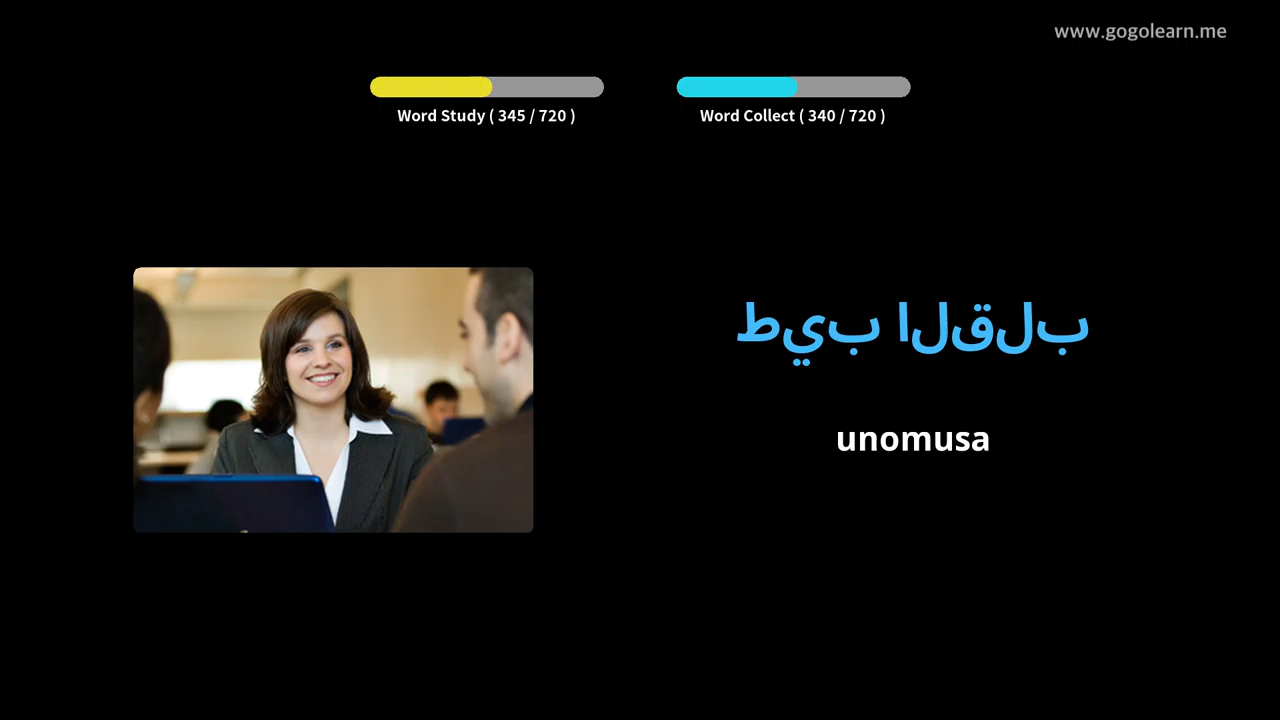 www.gogolearn.me
Word Study ( 345 / 720 )
Word Collect ( 340 / 720 )
طيب القلب
unomusa